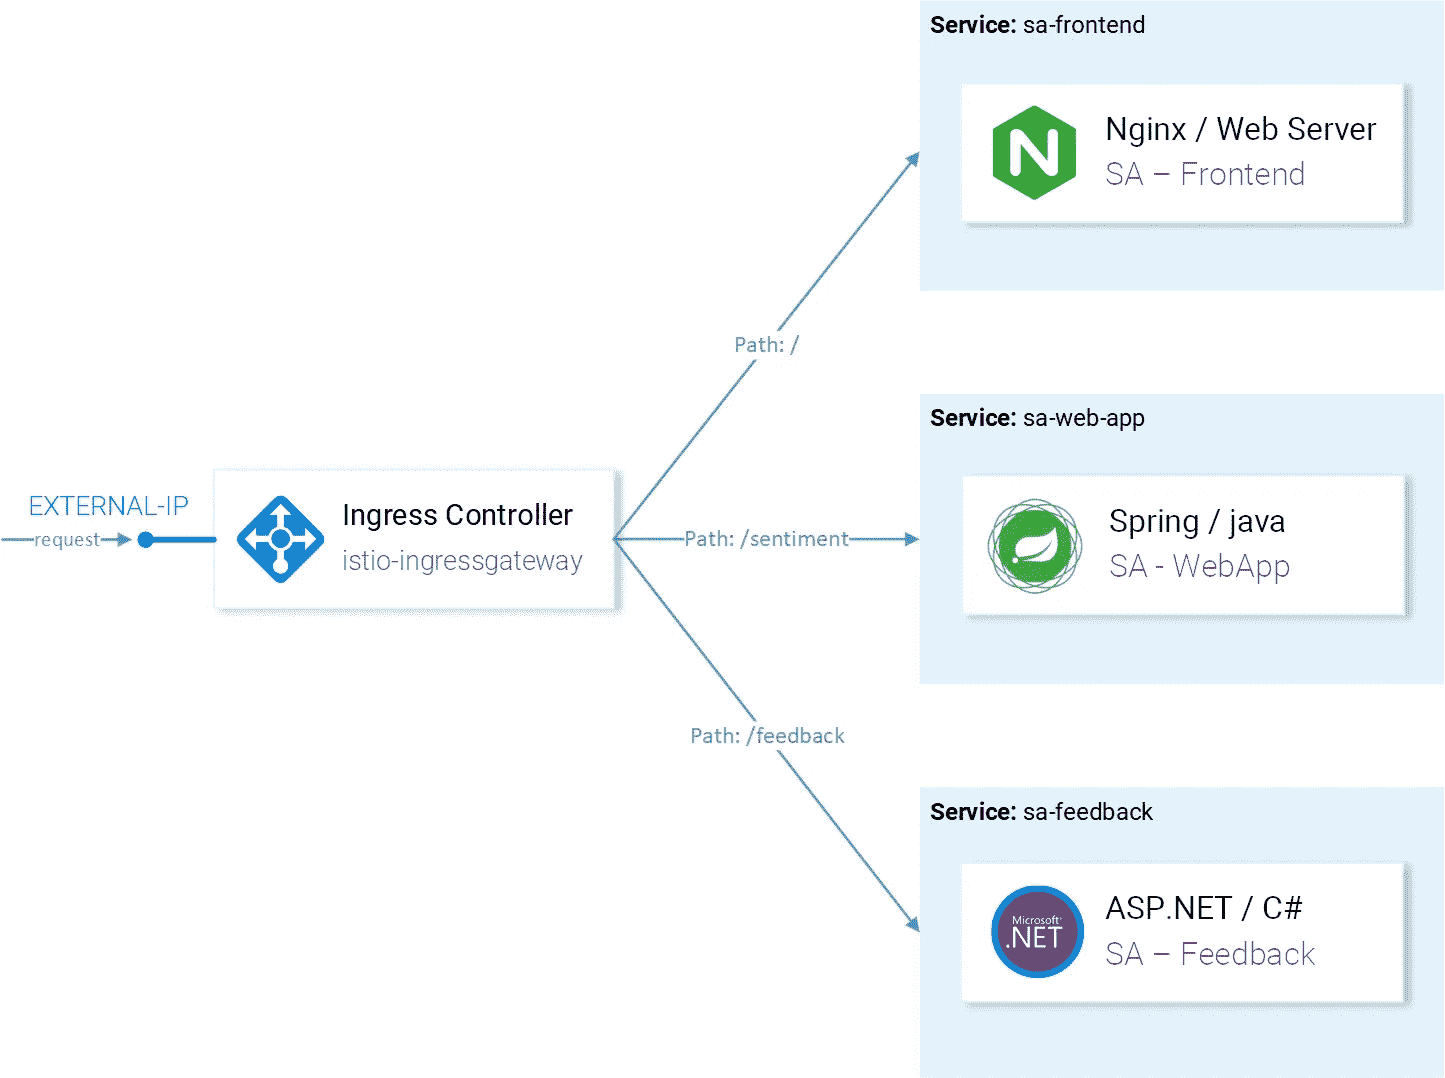 Service: sa-frontend
Nginx / Web Server
SA – Frontend
Path: /
Service: sa-web-app
EXTERNAL-IP
request
Ingress Controller
istio-ingressgateway
Path: /sentiment
Spring / java
SA - WebApp
Path: /feedback
Service: sa-feedback
Microsoft
.NET
ASP.NET / C#
SA – Feedback